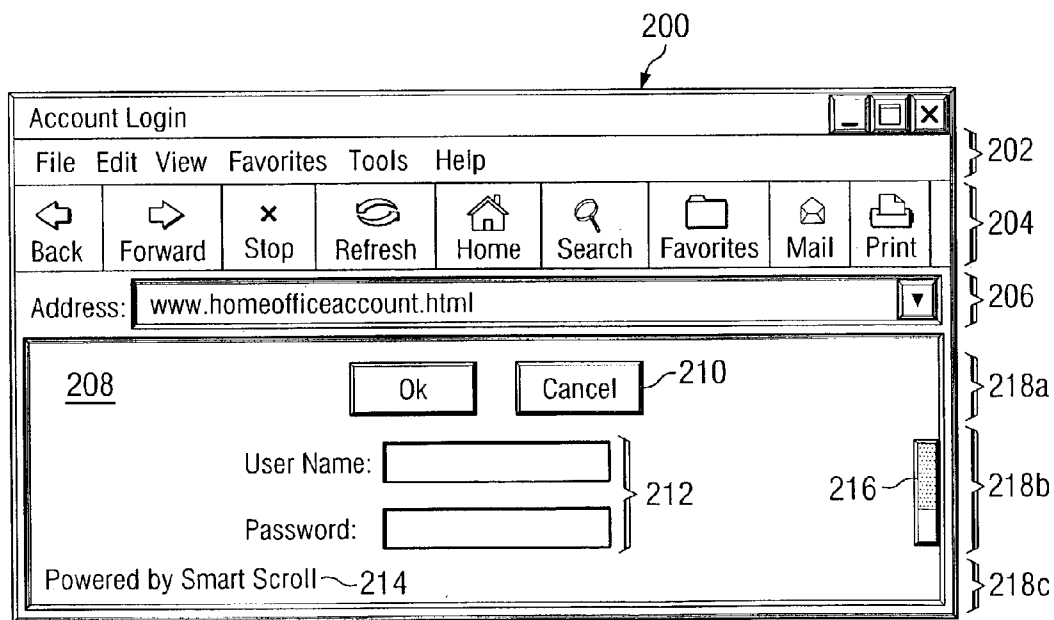 200
Account Login
202
File Edit View Favorites Tools Help
204
Back Forward Stop Refresh Home Search Favorites Mail Print
Address: www.homeofficeaccount.html
206
208
Ok Cancel 210
218a
User Name:
212
216
218b
Password:
Powered by Smart Scroll 214
218c